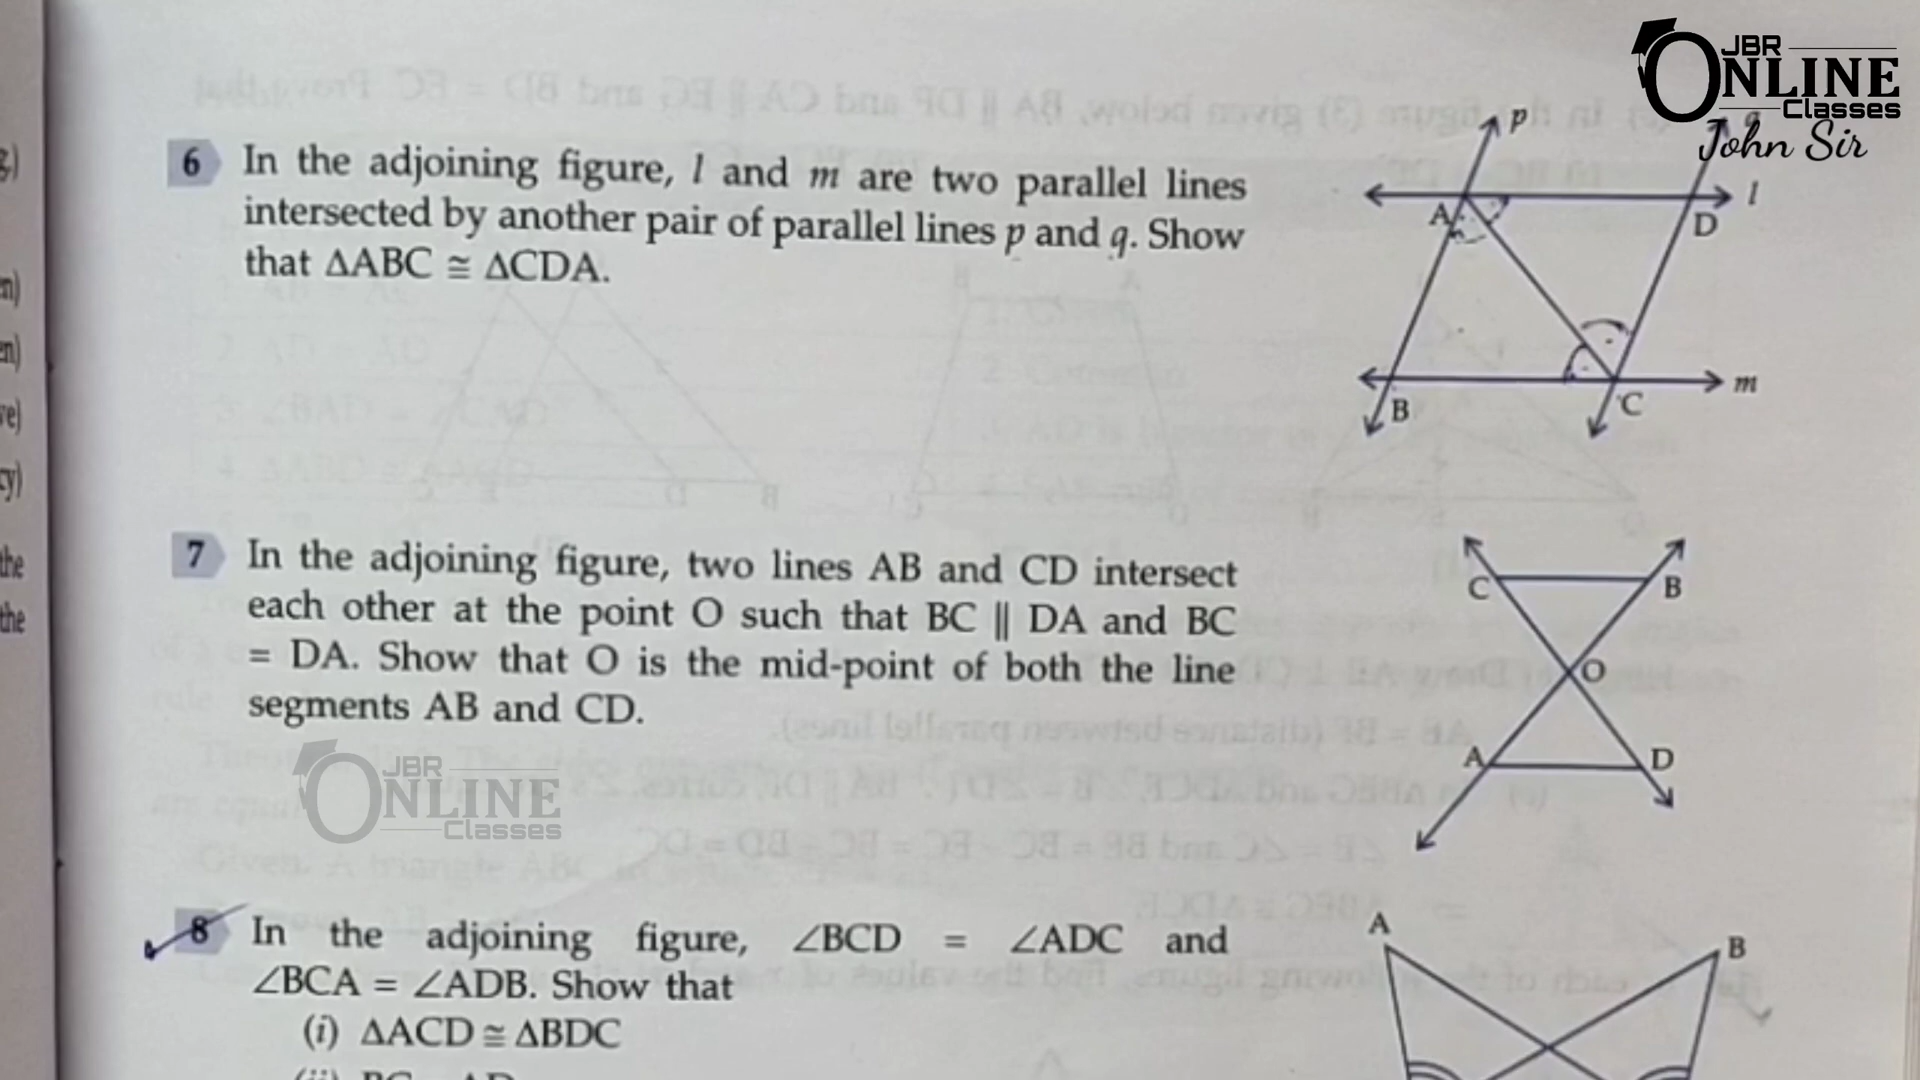 JBR
ONLINE
Classes
John Sir
6 In the adjoining figure, l and m are two parallel lines
intersected by another pair of parallel lines p and q. Show
that ΔABC ≅ ΔCDA.
p
l
A
D
B
C
m
7 In the adjoining figure, two lines AB and CD intersect
each other at the point O such that BC || DA and BC
= DA. Show that O is the mid-point of both the line
segments AB and CD.
C
B
O
A
D
JBR
ONLINE
Classes
8 In the adjoining figure, ∠BCD = ∠ADC and
∠BCA = ∠ADB. Show that
(i) ΔACD ≅ ΔBDC
A
B
the
the